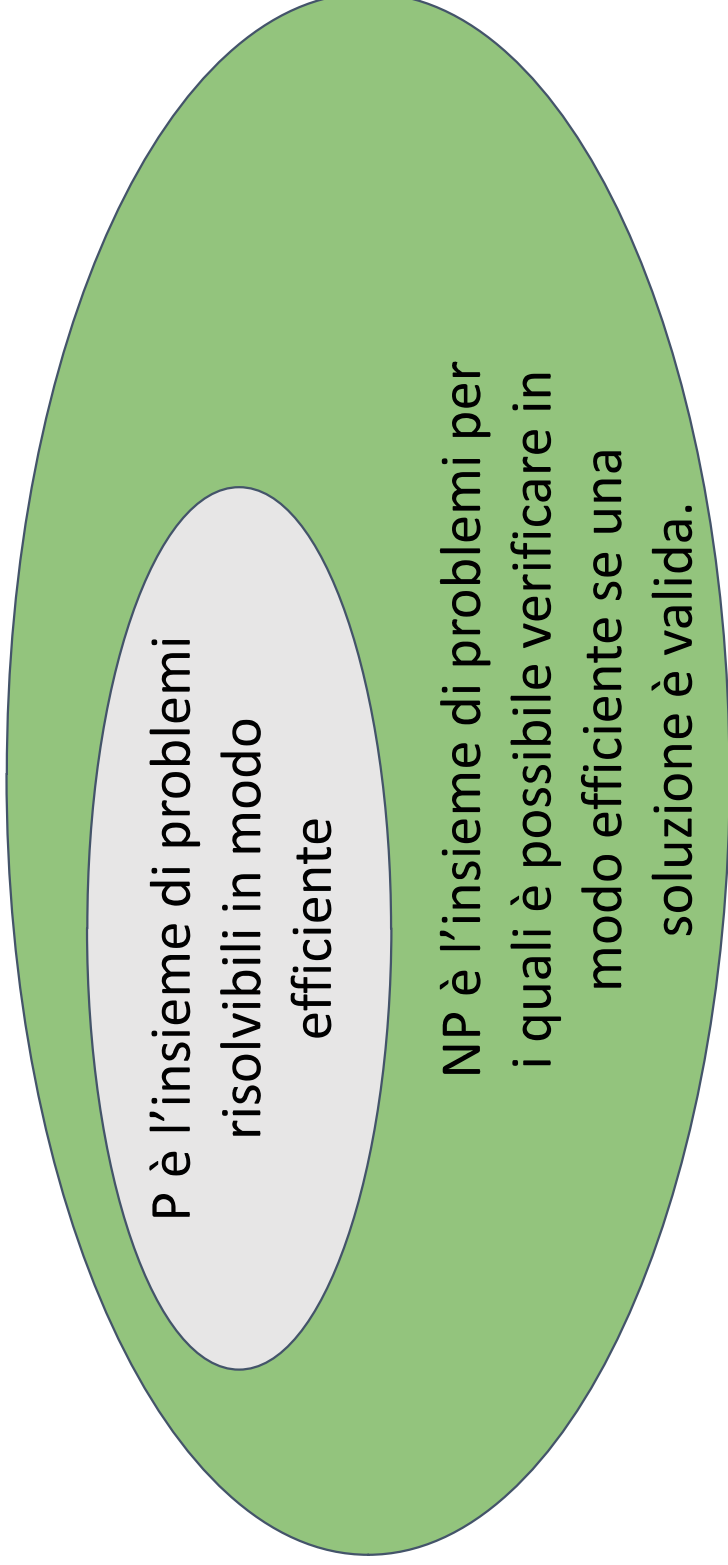 P è l’insieme di problemi
risolvibili in modo
efficiente
NP è l’insieme di problemi per
i quali è possibile verificare in
modo efficiente se una
soluzione è valida.